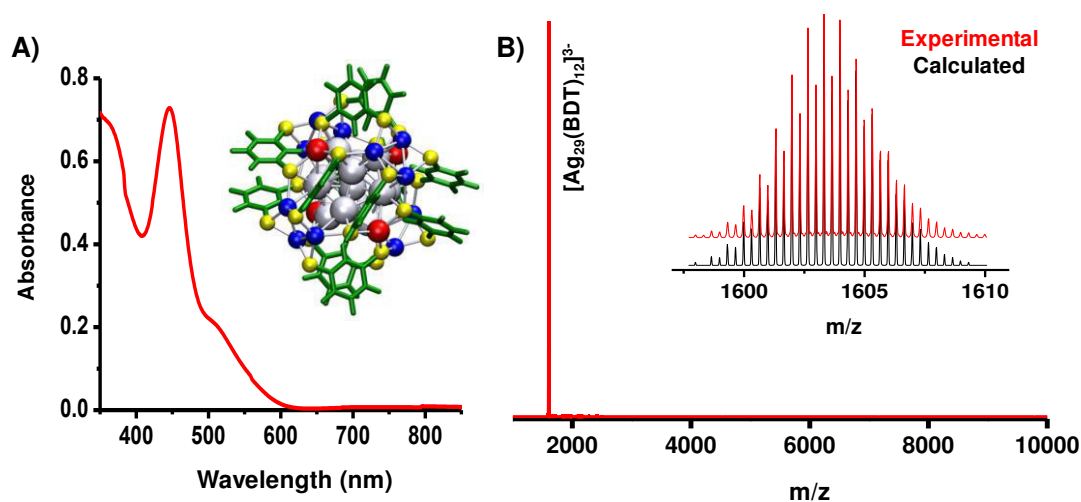 A)
0.8
0.6
0.4
0.2
0.0
Absorbance
400 500 600 700 800
Wavelength (nm)
B)
[Ag29(BDT)12]3-
Experimental
Calculated
1600 1605 1610
m/z
2000 4000 6000 8000 10000
m/z